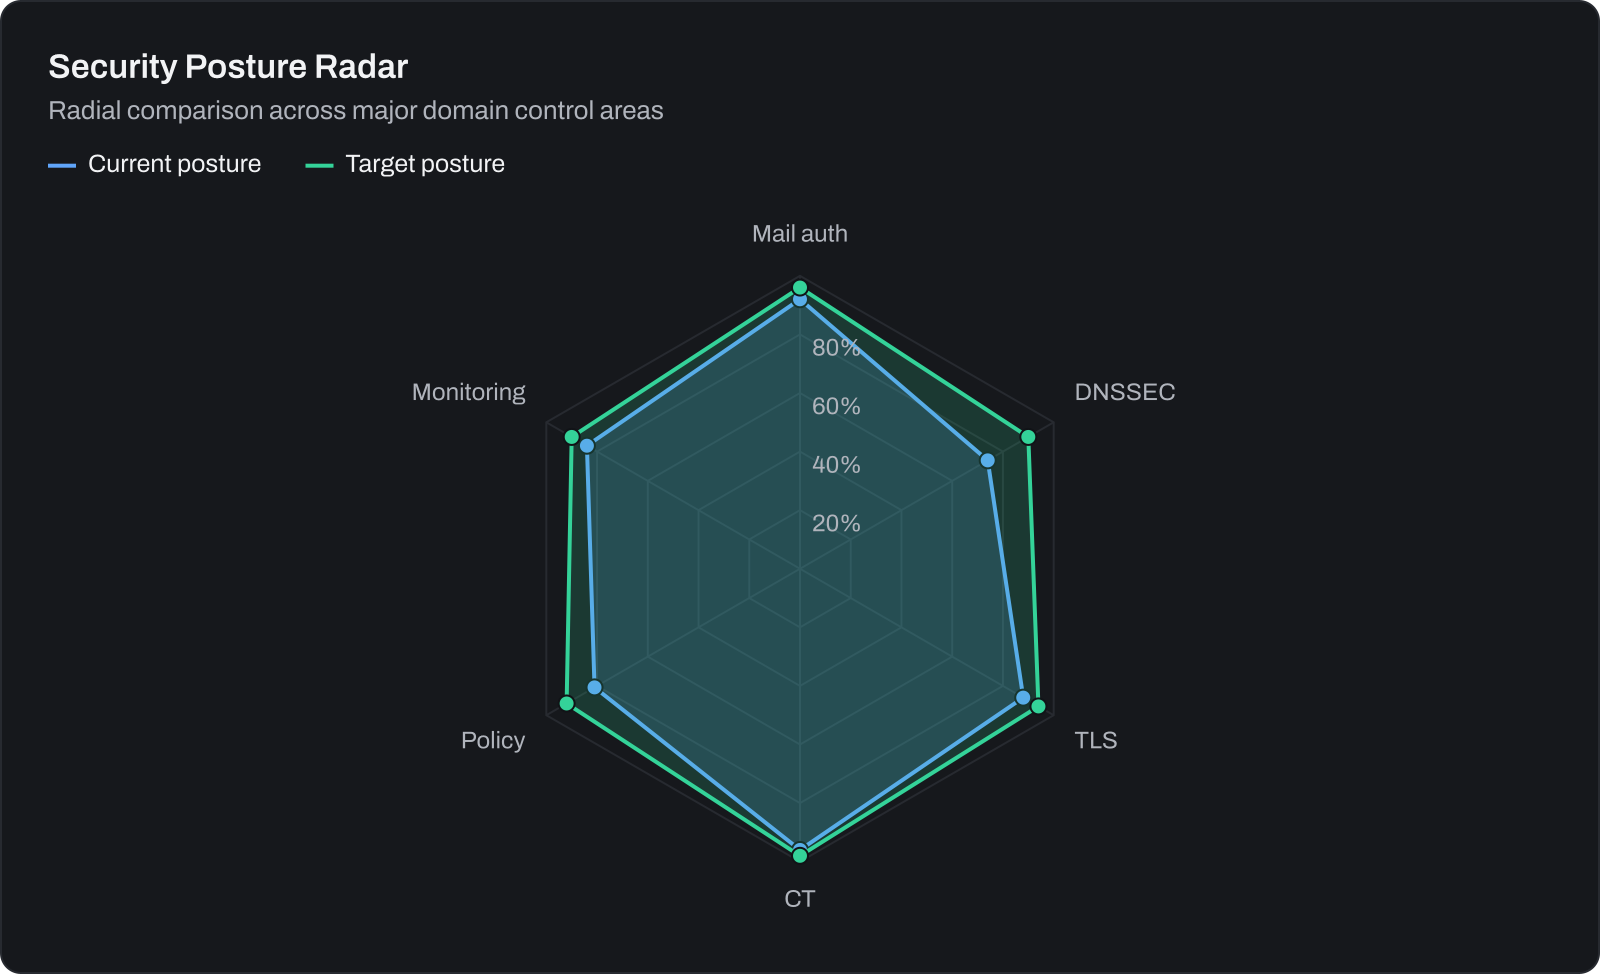 Security Posture Radar
Radial comparison across major domain control areas
Current posture
Target posture
Mail auth
80%
Monitoring
DNSSEC
60%
40%
20%
Policy
TLS
CT